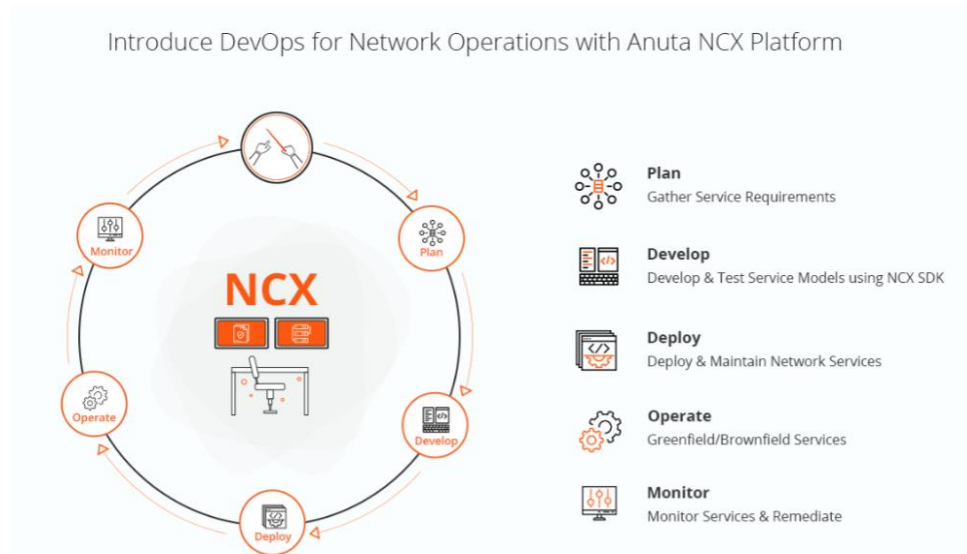 Introduce DevOps for Network Operations with Anuta NCX Platform
Monitor
Plan
NCX
Operate
Develop
Deploy
Plan
Gather Service Requirements
Develop
Develop & Test Service Models using NCX SDK
Deploy
Deploy & Maintain Network Services
Operate
Greenfield/Brownfield Services
Monitor
Monitor Services & Remediate